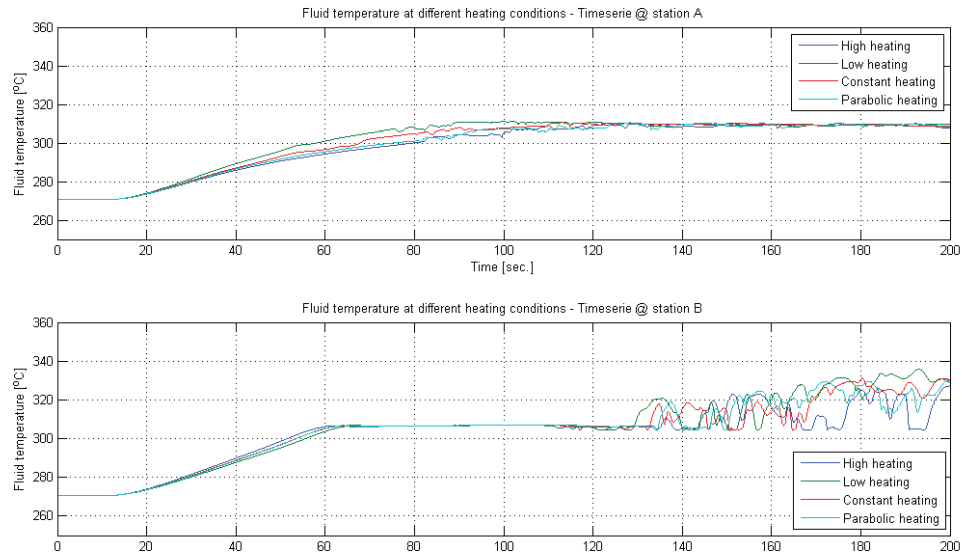 Fluid temperature at different heating conditions - Timeserie @ station A
Fluid temperature [ºC]
360
340
320
300
280
260
High heating
Low heating
Constant heating
Parabolic heating
0 20 40 60 80 100 120 140 160 180 200
Time [sec.]
Fluid temperature at different heating conditions - Timeserie @ station B
Fluid temperature [ºC]
360
340
320
300
280
260
High heating
Low heating
Constant heating
Parabolic heating
0 20 40 60 80 100 120 140 160 180 200